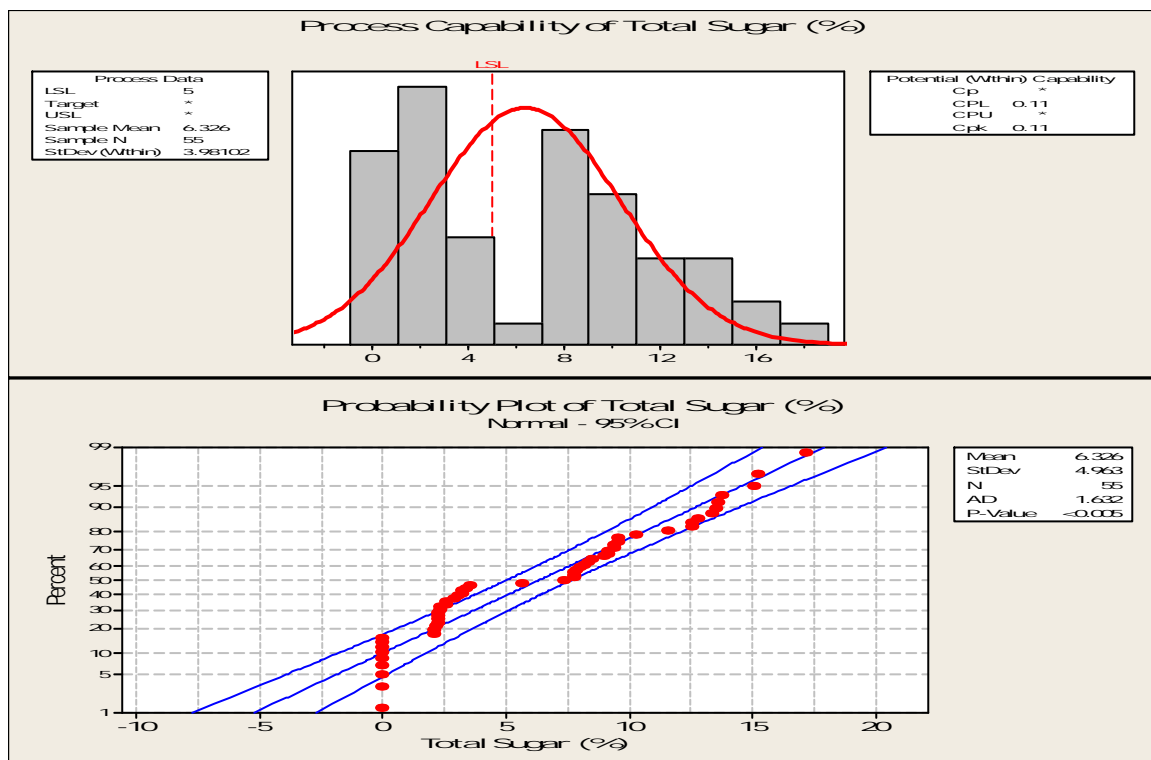 Process Capability of Total Sugar (%)
LSL
Process Data
LSL 5
Target *
USL *
Sample Mean 6.326
Sample N 55
StDev(Within) 3.98102
Potential (Within) Capability
Cp *
CPL 0.11
CPU *
Cpk 0.11
0 4 8 12 16
Probability Plot of Total Sugar (%)
Normal - 95% CI
99
95
90
80
70
60
50
40
30
20
10
5
1
Percent
-10 -5 0 5 10 15 20
Total Sugar (%)
Mean 6.326
StDev 4.963
N 55
AD 1.632
P-Value <0.005